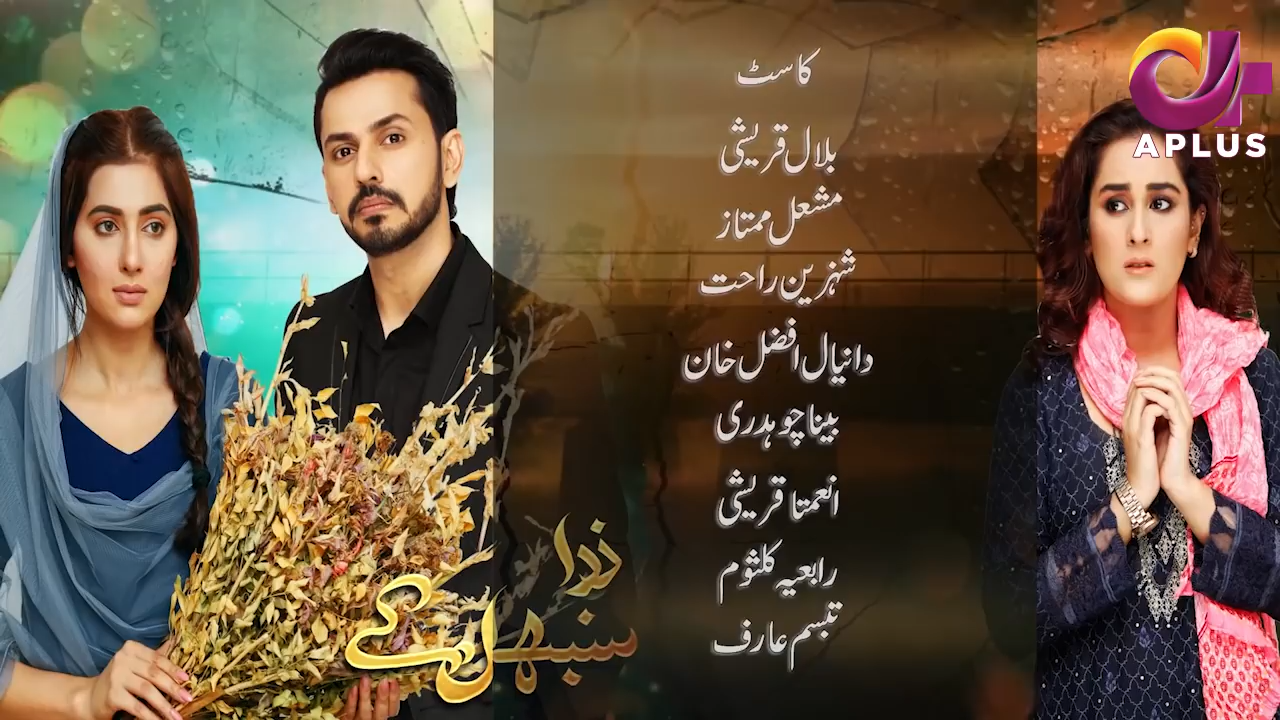 کاسٹ
بلال قریشی
مشعل ممتاز
شہرین راحت
دانیال افضل خان
بینا چوہدری
انعمتا قریشی
رابعیہ کلثوم
تبسم عارف
ذرا
سنبھل کے
APLUS